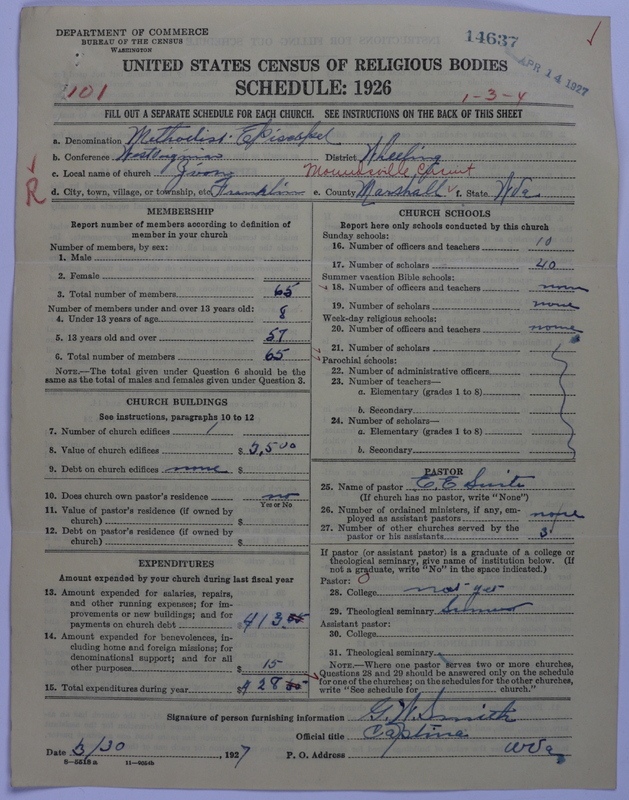 DEPARTMENT OF COMMERCE
BUREAU OF THE CENSUS
WASHINGTON
14637
APR 14 1927
UNITED STATES CENSUS OF RELIGIOUS BODIES
SCHEDULE: 1926
101
1-3-4
FILL OUT A SEPARATE SCHEDULE FOR EACH CHURCH. SEE INSTRUCTIONS ON THE BACK OF THIS SHEET
a. Denomination Methodist Episcopal
b. Conference West Virginia District Wheeling
c. Local name of church Moundsville Circuit
R
d. City, town, village, or township, etc. Franklin e. County Marshall f. State WVa
MEMBERSHIP
Report number of members according to definition of
member in your church
Number of members, by sex:
1. Male
2. Female
3. Total number of members 65
Number of members under and over 13 years old:
4. Under 13 years of age 8
5. 13 years old and over 57
6. Total number of members 65
NOTE.—The total given under Question 6 should be the
same as the total of males and females given under Question 3.
CHURCH BUILDINGS
See instructions, paragraphs 10 to 12
7. Number of church edifices 1
8. Value of church edifices $ 5,500
9. Debt on church edifices none $
10. Does church own pastor's residence no
Yes or No
11. Value of pastor's residence (if owned by
church) $
12. Debt on pastor's residence (if owned by
church) $
EXPENDITURES
Amount expended by your church during last fiscal year
13. Amount expended for salaries, repairs,
and other running expenses; for im-
provements or new buildings; and for
payments on church debt $ 413 00
14. Amount expended for benevolences, in-
cluding home and foreign missions; for
denominational support; and for all
other purposes $ 15
15. Total expenditures during year $ 428 00
CHURCH SCHOOLS
Report here only schools conducted by this church
Sunday schools:
16. Number of officers and teachers 10
17. Number of scholars 40
Summer vacation Bible schools:
18. Number of officers and teachers none
19. Number of scholars none
Week-day religious schools:
20. Number of officers and teachers none
21. Number of scholars
Parochial schools:
22. Number of administrative officers
23. Number of teachers—
a. Elementary (grades 1 to 8)
b. Secondary
24. Number of scholars—
a. Elementary (grades 1 to 8)
b. Secondary
PASTOR
25. Name of pastor E. E.
(If church has no pastor, write "None")
26. Number of ordained ministers, if any, em-
ployed as assistant pastors none
27. Number of other churches served by the
pastor or his assistants 3
If pastor (or assistant pastor) is a graduate of a college or
theological seminary, give name of institution below. (If
not a graduate, write "No" in the space indicated.)
Pastor:
28. College not yet
29. Theological seminary
Assistant pastor:
30. College
31. Theological seminary
NOTE.—Where one pastor serves two or more churches,
Questions 28 and 29 should be answered only on the schedule
for one of the churches; on the schedules for the other churches,
write "See schedule for church."
Signature of person furnishing information G. W. Smith
Official title Captina
Date 3/30, 1927 P. O. Address WVa
8—5518a 11—9054b